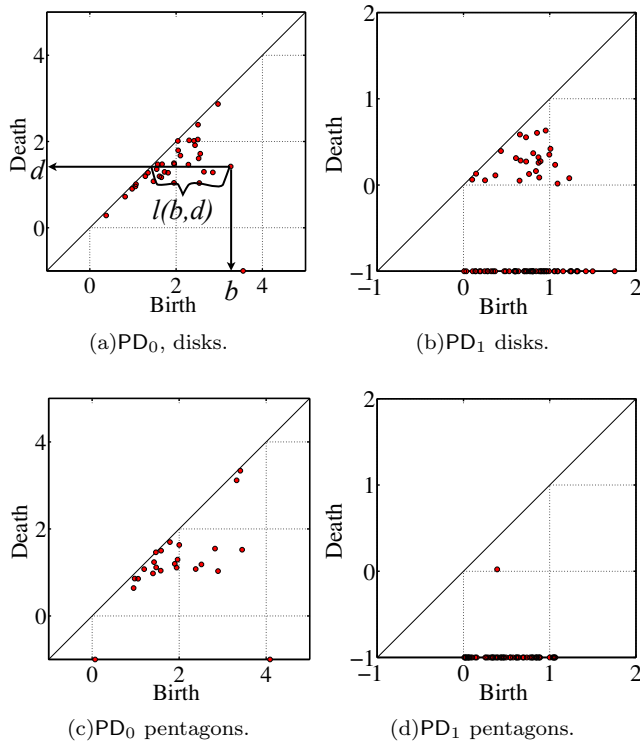 4
2
0
Death
d
l(b,d)
b
0 2 4
Birth
(a)PD0, disks.
2
1
0
−1
Death
−1 0 1 2
Birth
(b)PD1 disks.
4
2
0
Death
0 2 4
Birth
(c)PD0 pentagons.
2
1
0
−1
Death
−1 0 1 2
Birth
(d)PD1 pentagons.